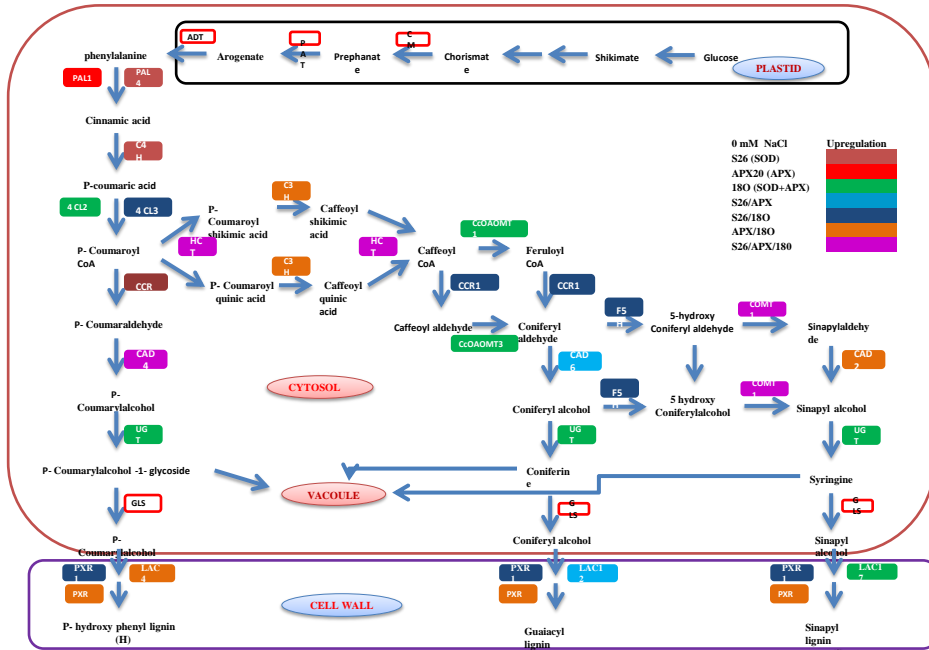 ADT
P
A
T
C
M
phenylalanine
Arogenate
Prephanat
e
Chorismat
e
Shikimate
Glucose
PLASTID
PAL1
PAL
4
Cinnamic acid
C4
H
0 mM NaCl
Upregulation
S26 (SOD)
APX20 (APX)
18O (SOD+APX)
S26/APX
S26/18O
APX/18O
S26/APX/180
P-coumaric acid
4 CL2
4 CL3
C3
H
P-
Coumaroyl
shikimic acid
Caffeoyl
shikimic acid
HC
T
HC
T
CcOAOMT
1
P- Coumaroyl
CoA
Caffeoyl
CoA
Feruloyl
CoA
C3
H
P- Coumaroyl
quinic acid
Caffeoyl
quinic
acid
CCR
CCR1
CCR1
P- Coumaraldehyde
Caffeoyl aldehyde
CcOAOMT3
Coniferyl
aldehyde
F5
H
5-hydroxy
Coniferyl aldehyde
COMT
1
Sinapylaldehy
de
CAD
4
CYTOSOL
CAD
6
CAD
2
P-
Coumarylalcohol
Coniferyl alcohol
F5
H
5 hydroxy
Coniferylalcohol
COMT
1
Sinapyl alcohol
UG
T
UG
T
UG
T
P- Coumarylalcohol -1- glycoside
Coniferin
e
Syringine
VACOULE
GLS
G
LS
G
LS
P-
Coumarylalcohol
Coniferyl alcohol
Sinapyl
alcohol
PXR
1
LAC
4
PXR
PXR
1
LAC1
2
PXR
PXR
1
LAC1
7
PXR
CELL WALL
P- hydroxy phenyl lignin
(H)
Guaiacyl
lignin
Sinapyl
lignin